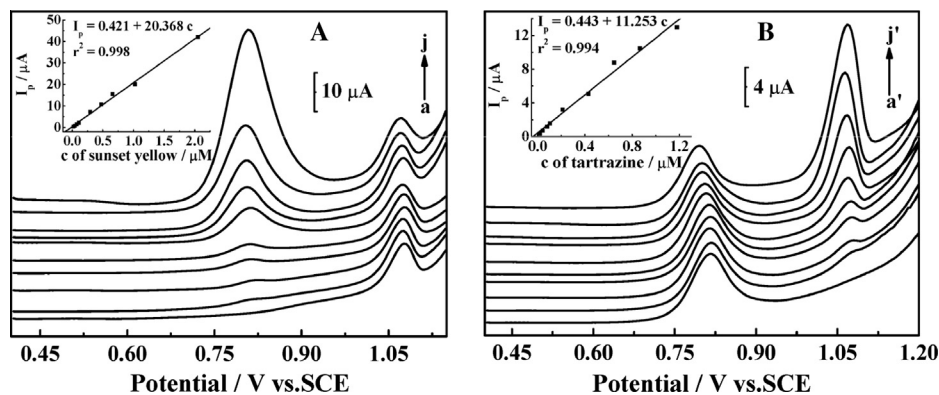 50
40
30
20
10
0
I_p / μA
I_p = 0.421 + 20.368 c
r² = 0.998
0.0 0.5 1.0 1.5 2.0
c of sunset yellow / μM
A
j
a
10 μA
0.45 0.60 0.75 0.90 1.05
Potential / V vs.SCE
12
8
4
0
I_p / μA
I_p = 0.443 + 11.253 c
r² = 0.994
0.0 0.4 0.8 1.2
c of tartrazine / μM
B
j'
a'
4 μA
0.45 0.60 0.75 0.90 1.05 1.20
Potential / V vs.SCE